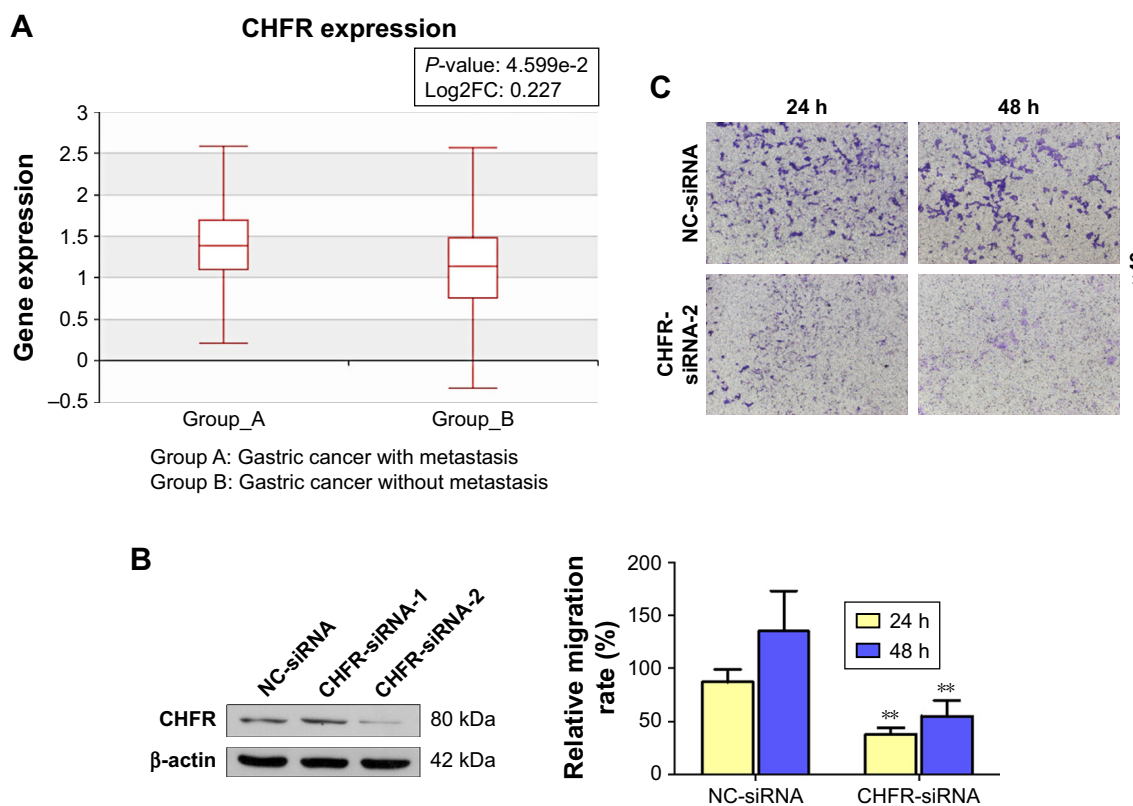 A
CHFR expression
P-value: 4.599e-2
Log2FC: 0.227
Gene expression
3
2.5
2
1.5
1
0.5
0
–0.5
Group_A
Group_B
Group A: Gastric cancer with metastasis
Group B: Gastric cancer without metastasis
C
24 h
48 h
NC-siRNA
CHFR-
siRNA-2
B
NC-siRNA
CHFR-siRNA-1
CHFR-siRNA-2
CHFR
80 kDa
β-actin
42 kDa
Relative migration
rate (%)
200
150
100
50
0
24 h
48 h
**
**
NC-siRNA
CHFR-siRNA